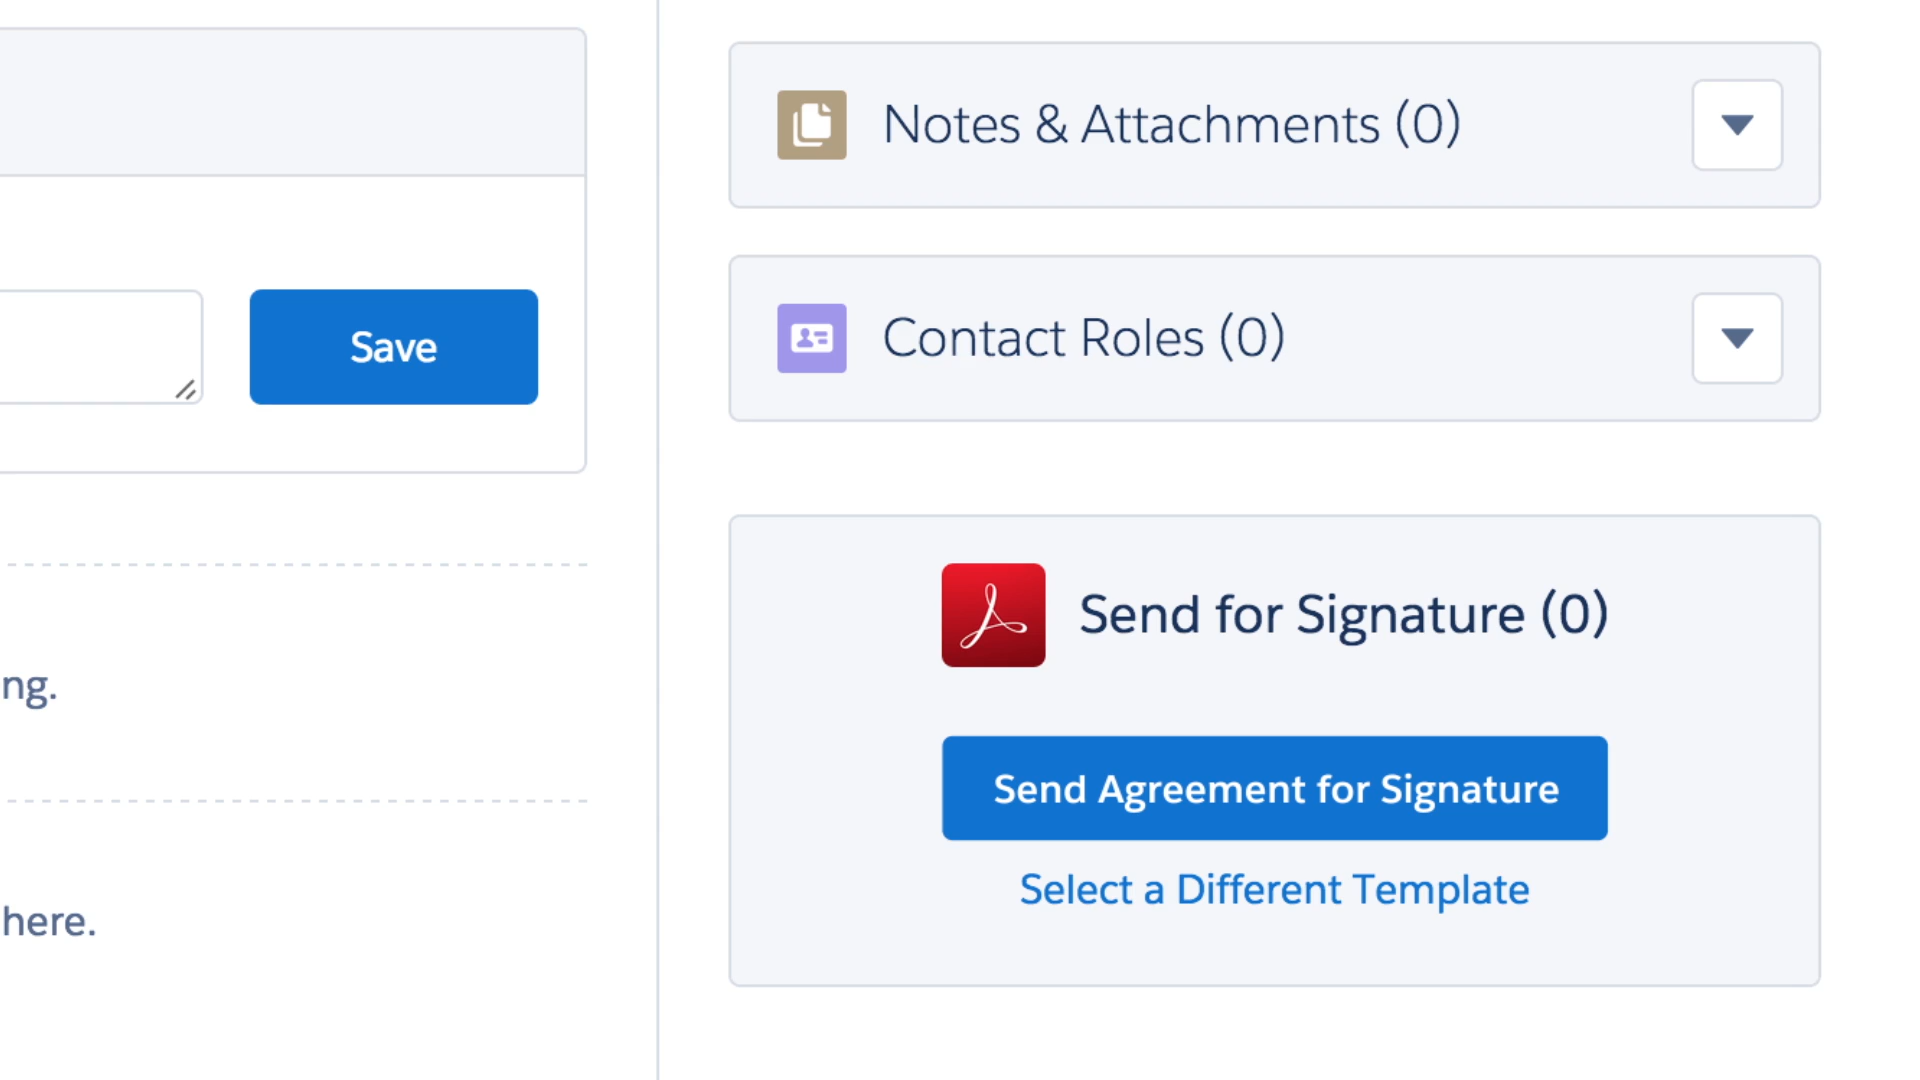 Save
ng.
here.
Notes & Attachments (0)
Contact Roles (0)
Send for Signature (0)
Send Agreement for Signature
Select a Different Template